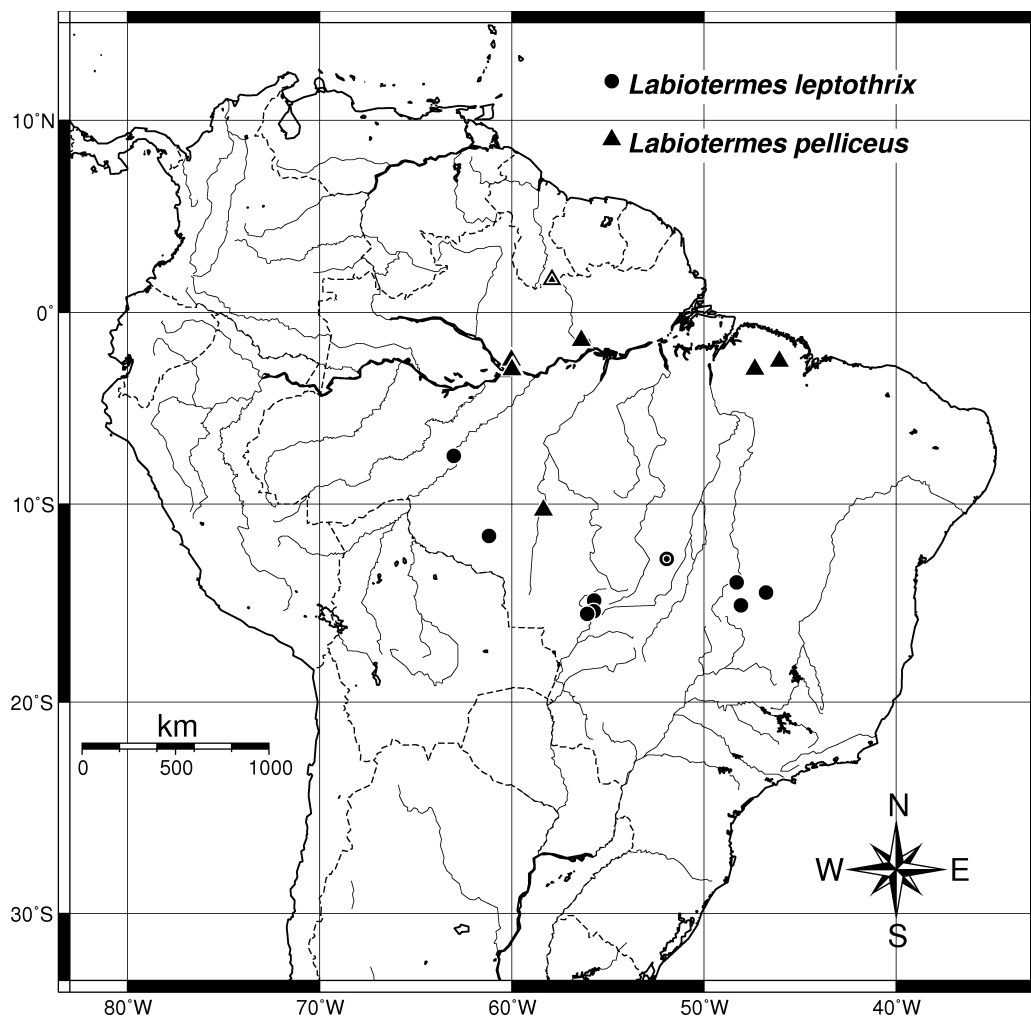 Labiotermes leptothrix
Labiotermes pelliceus
10°N
0°
10°S
20°S
30°S
km
0 500 1000
N
W E
S
80°W 70°W 60°W 50°W 40°W